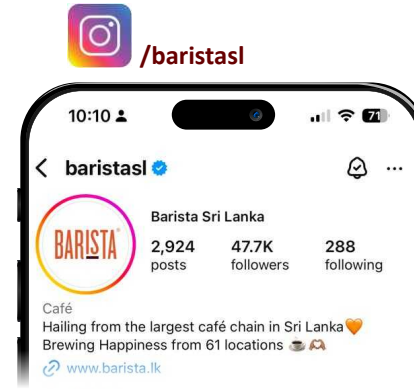 /baristasl
10:10
71
baristasl
Barista Sri Lanka
BARISTA
2,924 47.7K 288
posts followers following
Café
Hailing from the largest café chain in Sri Lanka🧡
Brewing Happiness from 61 locations ☕🫶🏽
www.barista.lk